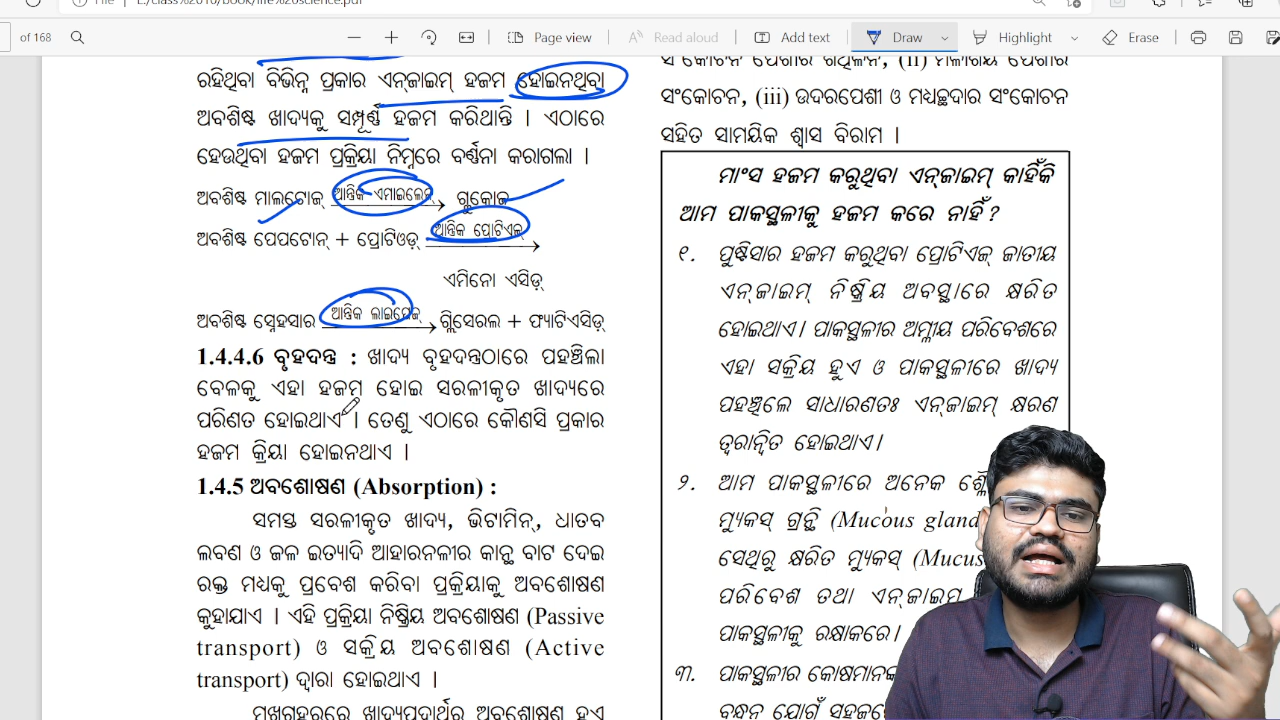 of 168
Page view
Read aloud
Add text
Draw
Highlight
Erase
ରହିଥିବା ବିଭିନ୍ନ ପ୍ରକାର ଏନ୍‌ଜାଇମ୍ ହଜମ ହୋଇନଥିବା
ଅବଶିଷ୍ଟ ଖାଦ୍ୟକୁ ସମ୍ପୂର୍ଣ୍ଣ ହଜମ କରିଥାନ୍ତି । ଏଠାରେ
ହେଉଥିବା ହଜମ ପ୍ରକ୍ରିୟା ନିମ୍ନରେ ବର୍ଣ୍ଣନା କରାଗଲା ।
ଅବଶିଷ୍ଟ ମାଲଟୋଜ୍ ଆନ୍ତ୍ରିକ ଏମାଇଲେଜ୍ ଗ୍ଲୁକୋଜ
ଅବଶିଷ୍ଟ ପେପଟୋନ୍ + ପ୍ରୋଟିଓଜ୍ ଆନ୍ତ୍ରିକ ପ୍ରୋଟିଏଜ୍
ଏମିନୋ ଏସିଡ଼୍
ଅବଶିଷ୍ଟ ସ୍ନେହସାର ଆନ୍ତ୍ରିକ ଲାଇପେଜ୍ ଗ୍ଲିସେରଲ + ଫ୍ୟାଟିଏସିଡ଼୍
1.4.4.6 ବୃହଦନ୍ତ୍ର : ଖାଦ୍ୟ ବୃହଦନ୍ତ୍ରଠାରେ ପହଞ୍ଚିଲା
ବେଳକୁ ଏହା ହଜମ ହୋଇ ସରଳୀକୃତ ଖାଦ୍ୟରେ
ପରିଣତ ହୋଇଥାଏ । ତେଣୁ ଏଠାରେ କୌଣସି ପ୍ରକାର
ହଜମ କ୍ରିୟା ହୋଇନଥାଏ ।
1.4.5 ଅବଶୋଷଣ (Absorption) :
ସମସ୍ତ ସରଳୀକୃତ ଖାଦ୍ୟ, ଭିଟାମିନ୍, ଧାତବ
ଲବଣ ଓ ଜଳ ଇତ୍ୟାଦି ଆହାରନଳୀର କାନ୍ଥ ବାଟ ଦେଇ
ରକ୍ତ ମଧ୍ୟକୁ ପ୍ରବେଶ କରିବା ପ୍ରକ୍ରିୟାକୁ ଅବଶୋଷଣ
କୁହାଯାଏ । ଏହି ପ୍ରକ୍ରିୟା ନିଷ୍କ୍ରିୟ ଅବଶୋଷଣ (Passive
transport) ଓ ସକ୍ରିୟ ଅବଶୋଷଣ (Active
transport) ଦ୍ୱାରା ହୋଇଥାଏ ।
ମୁଖଗହ୍ୱରରେ ଖାଦ୍ୟପଦାର୍ଥର ଅବଶୋଷଣ ହୁଏ
ସଂକୋଚନ, (iii) ଉଦରପେଶୀ ଓ ମଧ୍ୟଚ୍ଛଦାର ସଂକୋଚନ
ସହିତ ସାମୟିକ ଶ୍ୱାସ ବିରାମ ।
ମାଂସ ହଜମ କରୁଥିବା ଏନ୍‌ଜାଇମ୍ କାହିଁକି
ଆମ ପାକସ୍ଥଳୀକୁ ହଜମ କରେ ନାହିଁ ?
୧. ପୁଷ୍ଟିସାର ହଜମ କରୁଥିବା ପ୍ରୋଟିଏଜ୍ ଜାତୀୟ
ଏନ୍‌ଜାଇମ୍ ନିଷ୍କ୍ରିୟ ଅବସ୍ଥାରେ କ୍ଷରିତ
ହୋଇଥାଏ। ପାକସ୍ଥଳୀର ଅମ୍ଳୀୟ ପରିବେଶରେ
ଏହା ସକ୍ରିୟ ହୁଏ ଓ ପାକସ୍ଥଳୀରେ ଖାଦ୍ୟ
ପହଞ୍ଚିଲେ ସାଧାରଣତଃ ଏନ୍‌ଜାଇମ୍ କ୍ଷରଣ
ତ୍ୱରାନ୍ୱିତ ହୋଇଥାଏ।
୨. ଆମ ପାକସ୍ଥଳୀରେ ଅନେକ
ମ୍ୟୁକସ୍ ଗ୍ରନ୍ଥି (Mucous gland
ସେଥିରୁ କ୍ଷରିତ ମ୍ୟୁକସ୍ (Mucus
ପରିବେଶ ତଥା ଏନ୍‌ଜାଇମ୍
ପାକସ୍ଥଳୀକୁ ରକ୍ଷାକରେ।
୩. ପାକସ୍ଥଳୀର
ବନ୍ଧନ ଯୋଗୁଁ